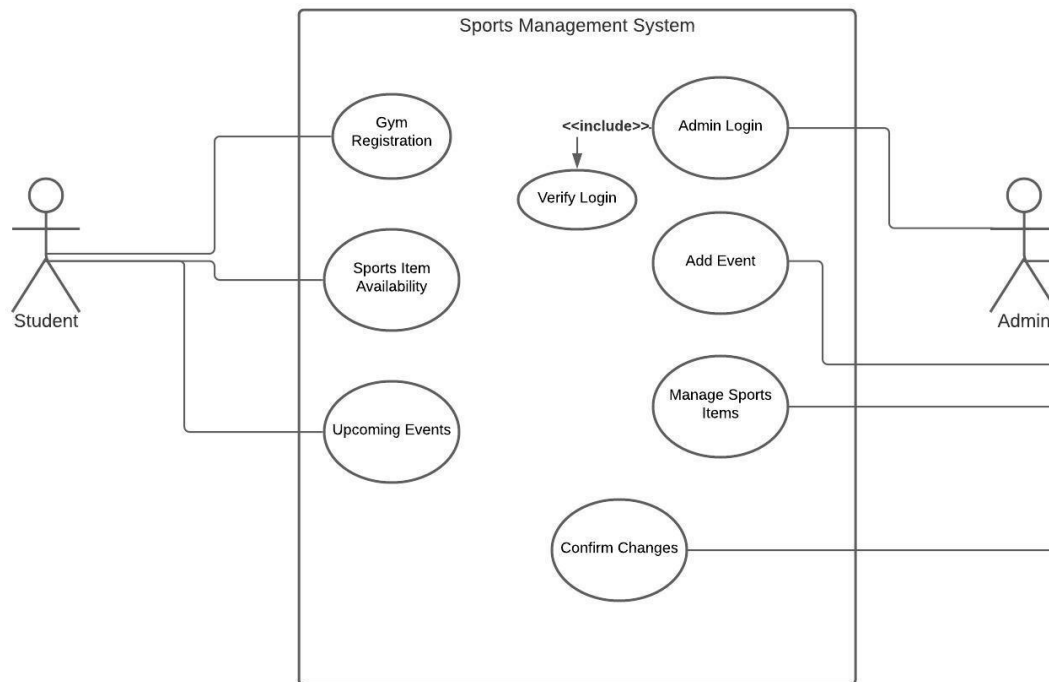 Sports Management System
Gym
Registration
<<include>>
Admin Login
Verify Login
Sports Item
Availability
Add Event
Student
Admin
Manage Sports
Items
Upcoming Events
Confirm Changes